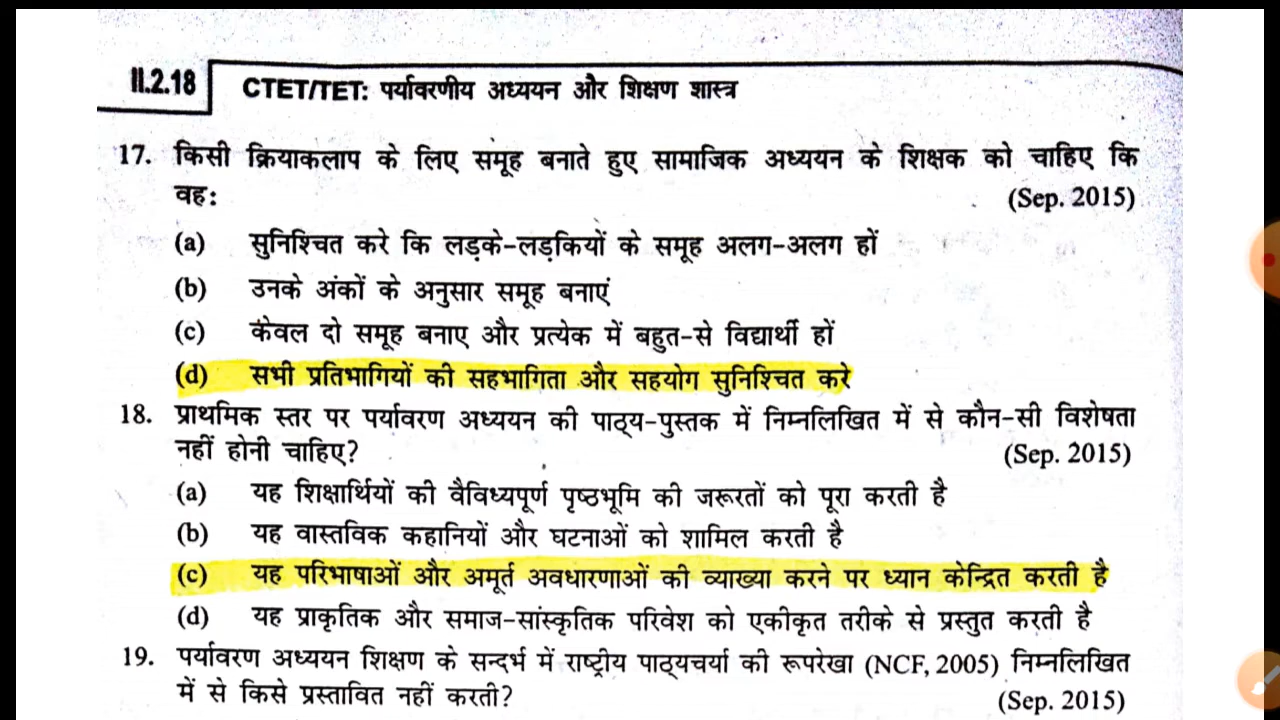 II.2.18
CTET/TET: पर्यावरणीय अध्ययन और शिक्षण शास्त्र
17. किसी क्रियाकलाप के लिए समूह बनाते हुए सामाजिक अध्ययन के शिक्षक को चाहिए कि
वह: (Sep. 2015)
(a) सुनिश्चित करे कि लड़के-लड़कियों के समूह अलग-अलग हों
(b) उनके अंकों के अनुसार समूह बनाएं
(c) केवल दो समूह बनाए और प्रत्येक में बहुत-से विद्यार्थी हों
(d) सभी प्रतिभागियों की सहभागिता और सहयोग सुनिश्चित करे
18. प्राथमिक स्तर पर पर्यावरण अध्ययन की पाठ्य-पुस्तक में निम्नलिखित में से कौन-सी विशेषता
नहीं होनी चाहिए? (Sep. 2015)
(a) यह शिक्षार्थियों की वैविध्यपूर्ण पृष्ठभूमि की जरूरतों को पूरा करती है
(b) यह वास्तविक कहानियों और घटनाओं को शामिल करती है
(c) यह परिभाषाओं और अमूर्त अवधारणाओं की व्याख्या करने पर ध्यान केन्द्रित करती है
(d) यह प्राकृतिक और समाज-सांस्कृतिक परिवेश को एकीकृत तरीके से प्रस्तुत करती है
19. पर्यावरण अध्ययन शिक्षण के सन्दर्भ में राष्ट्रीय पाठ्यचर्या की रूपरेखा (NCF, 2005) निम्नलिखित
में से किसे प्रस्तावित नहीं करती? (Sep. 2015)